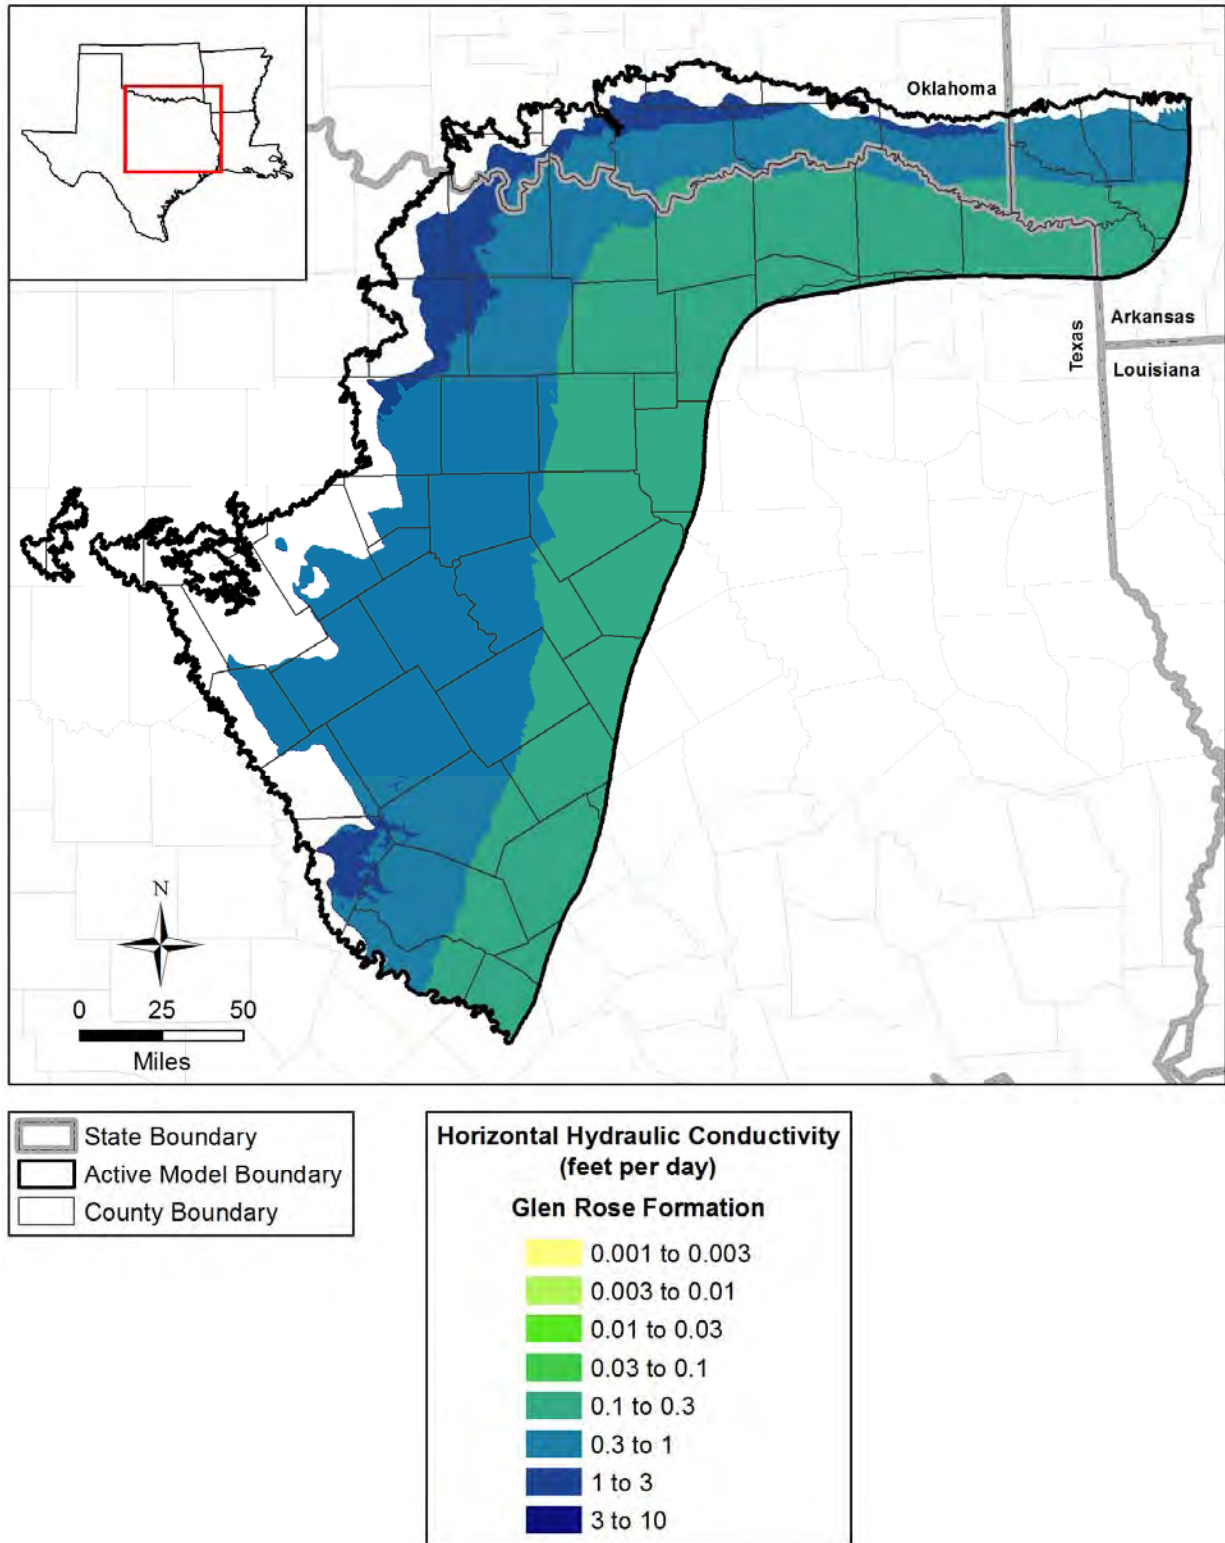 Oklahoma
Texas
Arkansas
Louisiana
N
0 25 50
Miles
State Boundary
Active Model Boundary
County Boundary
Horizontal Hydraulic Conductivity
(feet per day)
Glen Rose Formation
0.001 to 0.003
0.003 to 0.01
0.01 to 0.03
0.03 to 0.1
0.1 to 0.3
0.3 to 1
1 to 3
3 to 10